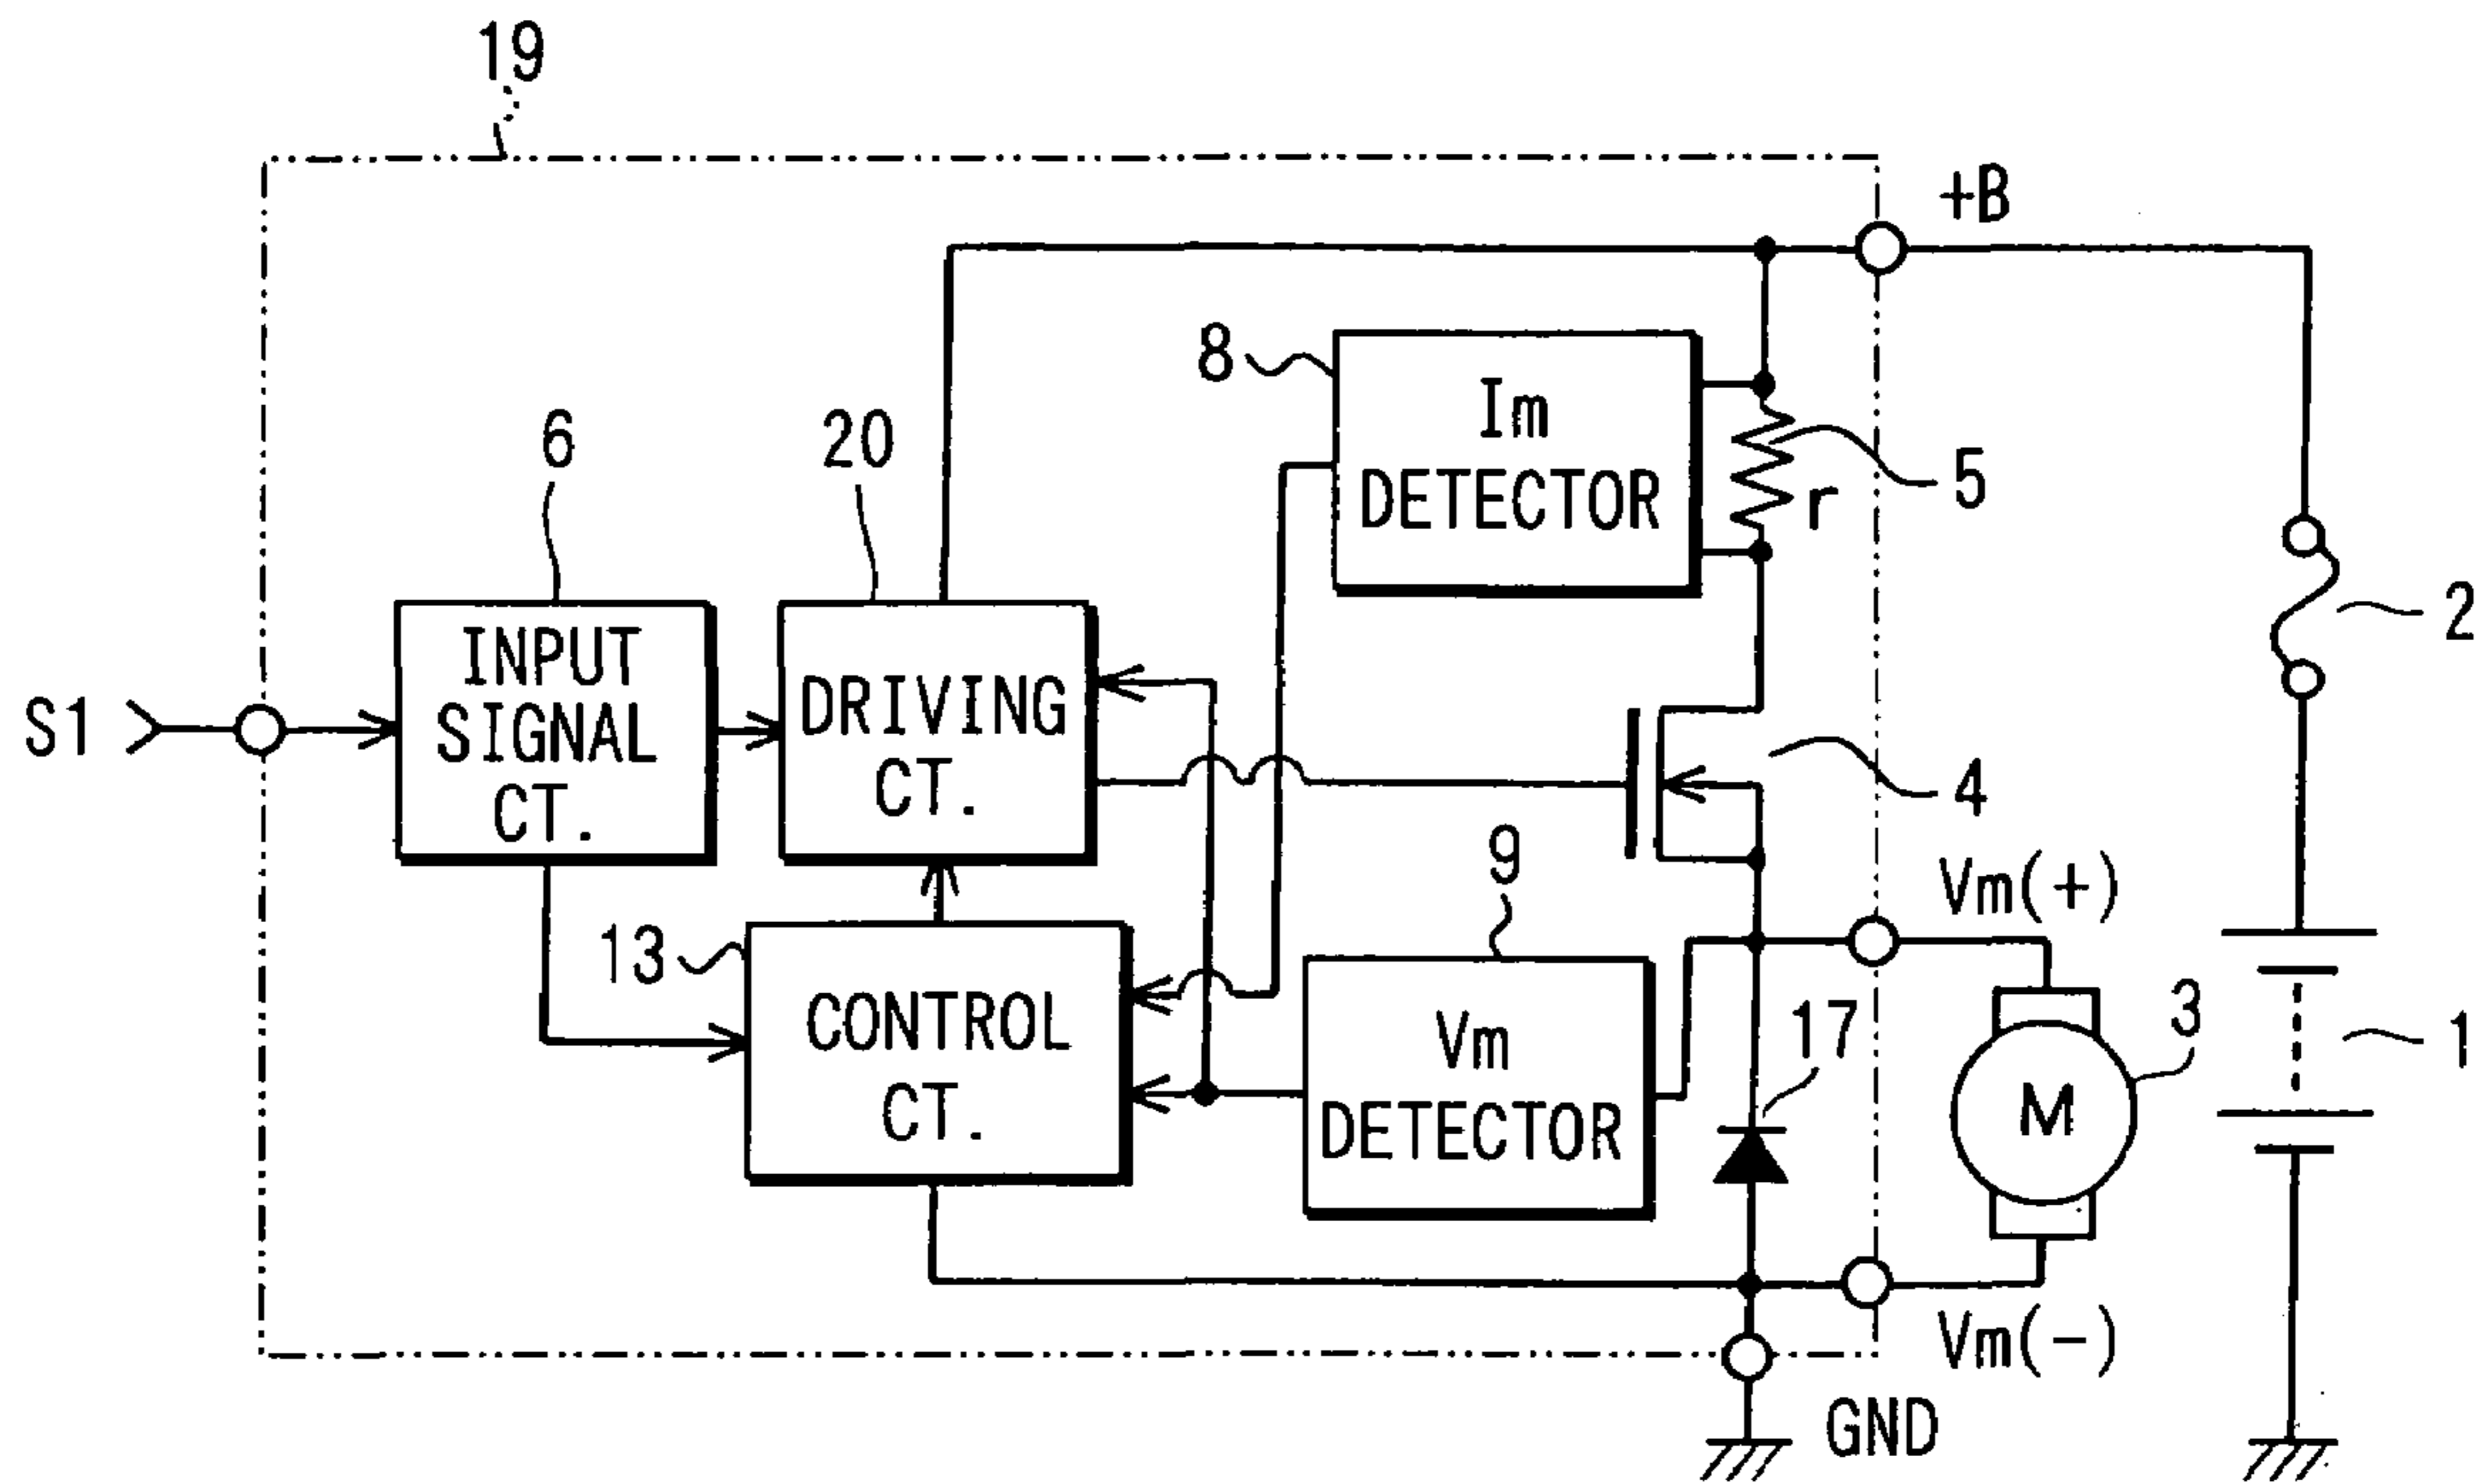 19
+B
8
Im
DETECTOR
r
5
6
20
2
INPUT
SIGNAL
CT.
DRIVING
CT.
S1
4
9
Vm(+)
13
CONTROL
CT.
Vm
DETECTOR
17
3
M
1
Vm(-)
GND